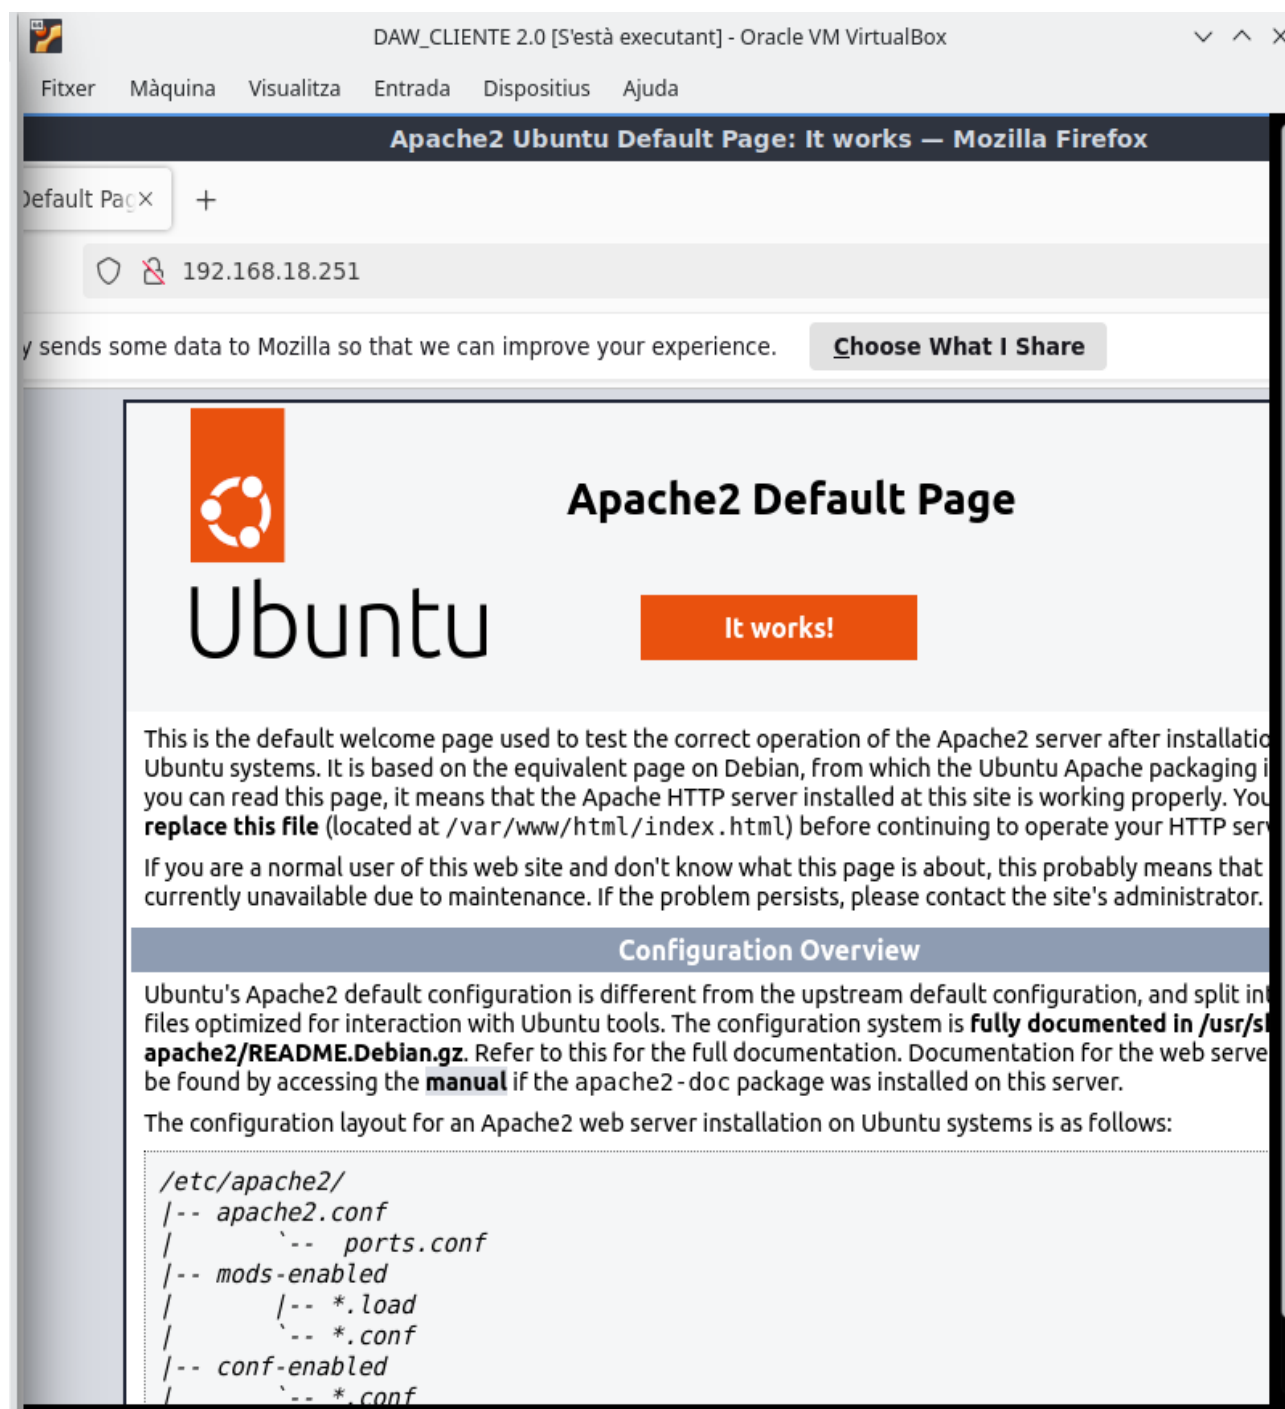 DAW_CLIENTE 2.0 [S'està executant] - Oracle VM VirtualBox
Fitxer Màquina Visualitza Entrada Dispositius Ajuda
Apache2 Ubuntu Default Page: It works — Mozilla Firefox
Default Pag
192.168.18.251
y sends some data to Mozilla so that we can improve your experience. Choose What I Share
Apache2 Default Page
Ubuntu
It works!
This is the default welcome page used to test the correct operation of the Apache2 server after installatio
Ubuntu systems. It is based on the equivalent page on Debian, from which the Ubuntu Apache packaging i
you can read this page, it means that the Apache HTTP server installed at this site is working properly. You
replace this file (located at /var/www/html/index.html) before continuing to operate your HTTP serv
If you are a normal user of this web site and don't know what this page is about, this probably means that
currently unavailable due to maintenance. If the problem persists, please contact the site's administrator.
Configuration Overview
Ubuntu's Apache2 default configuration is different from the upstream default configuration, and split int
files optimized for interaction with Ubuntu tools. The configuration system is fully documented in /usr/sh
apache2/README.Debian.gz. Refer to this for the full documentation. Documentation for the web serve
be found by accessing the manual if the apache2-doc package was installed on this server.
The configuration layout for an Apache2 web server installation on Ubuntu systems is as follows:
/etc/apache2/
|-- apache2.conf
|       `--  ports.conf
|-- mods-enabled
|       |-- *.load
|       `-- *.conf
|-- conf-enabled
|       `-- *.conf